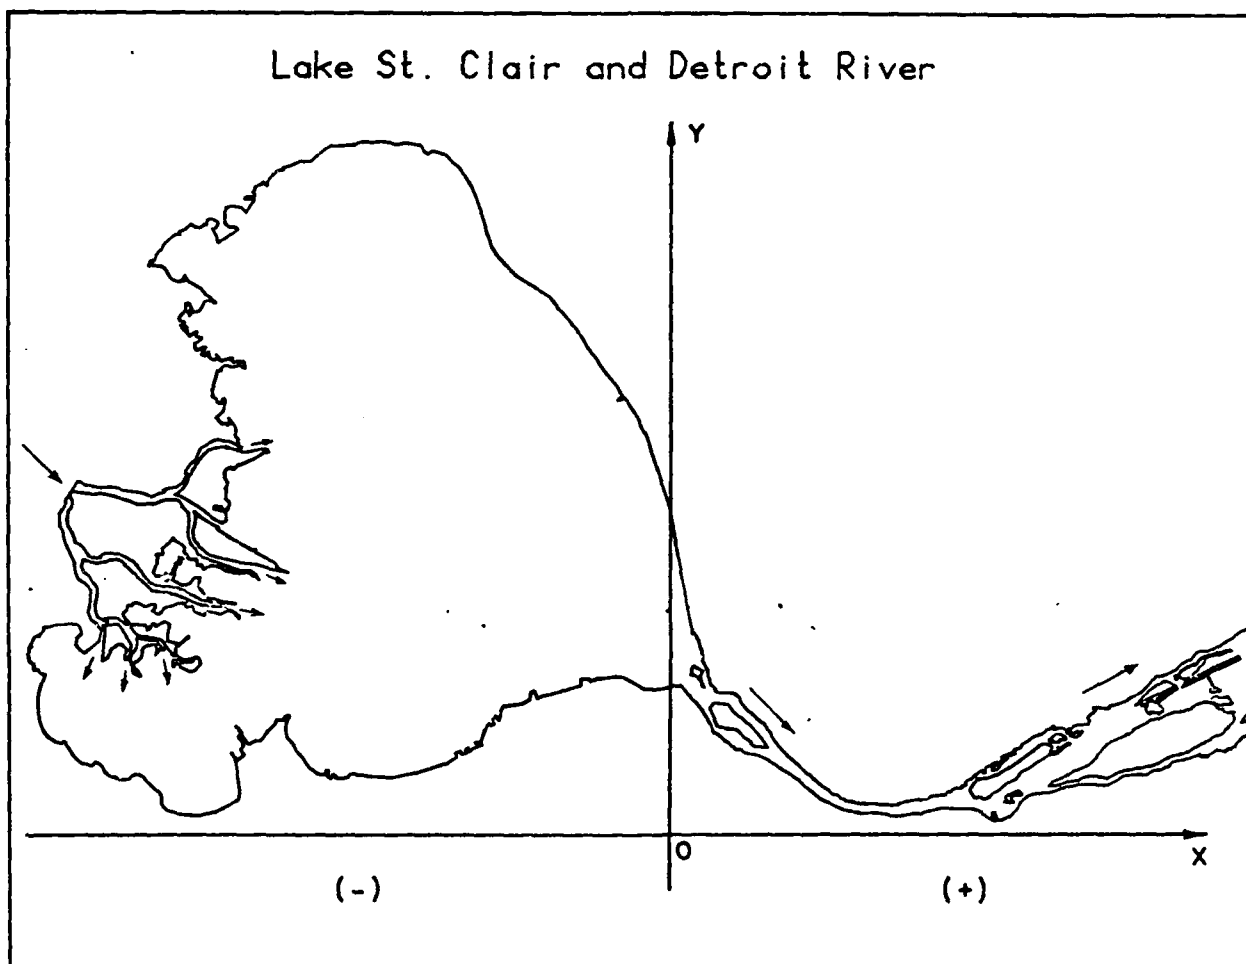 Lake St. Clair and Detroit River
Y
O
X
(-)
(+)